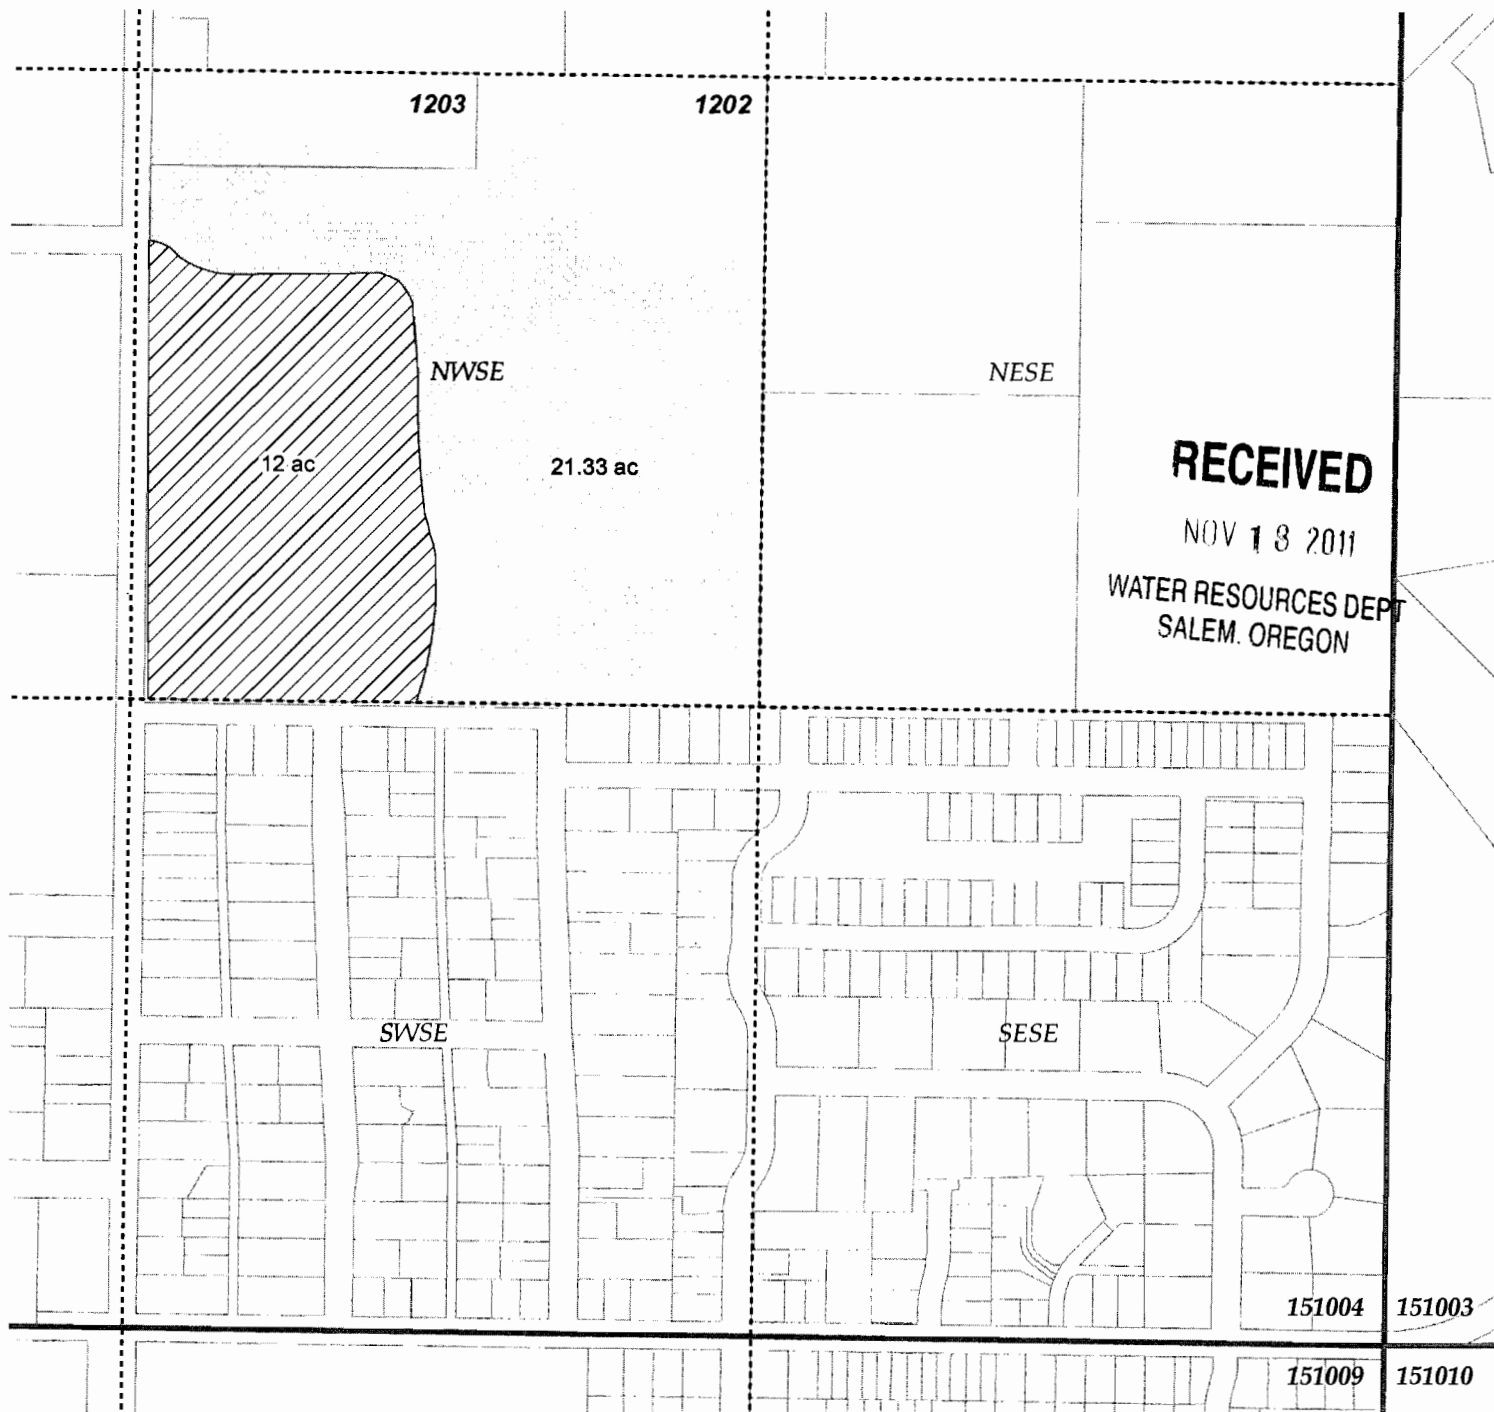 1203 1202
NWSE NESE
12 ac 21.33 ac
RECEIVED
NOV 18 2011
WATER RESOURCES DEPT
SALEM. OREGON
SWSE SESE
151004 151003
151009 151010